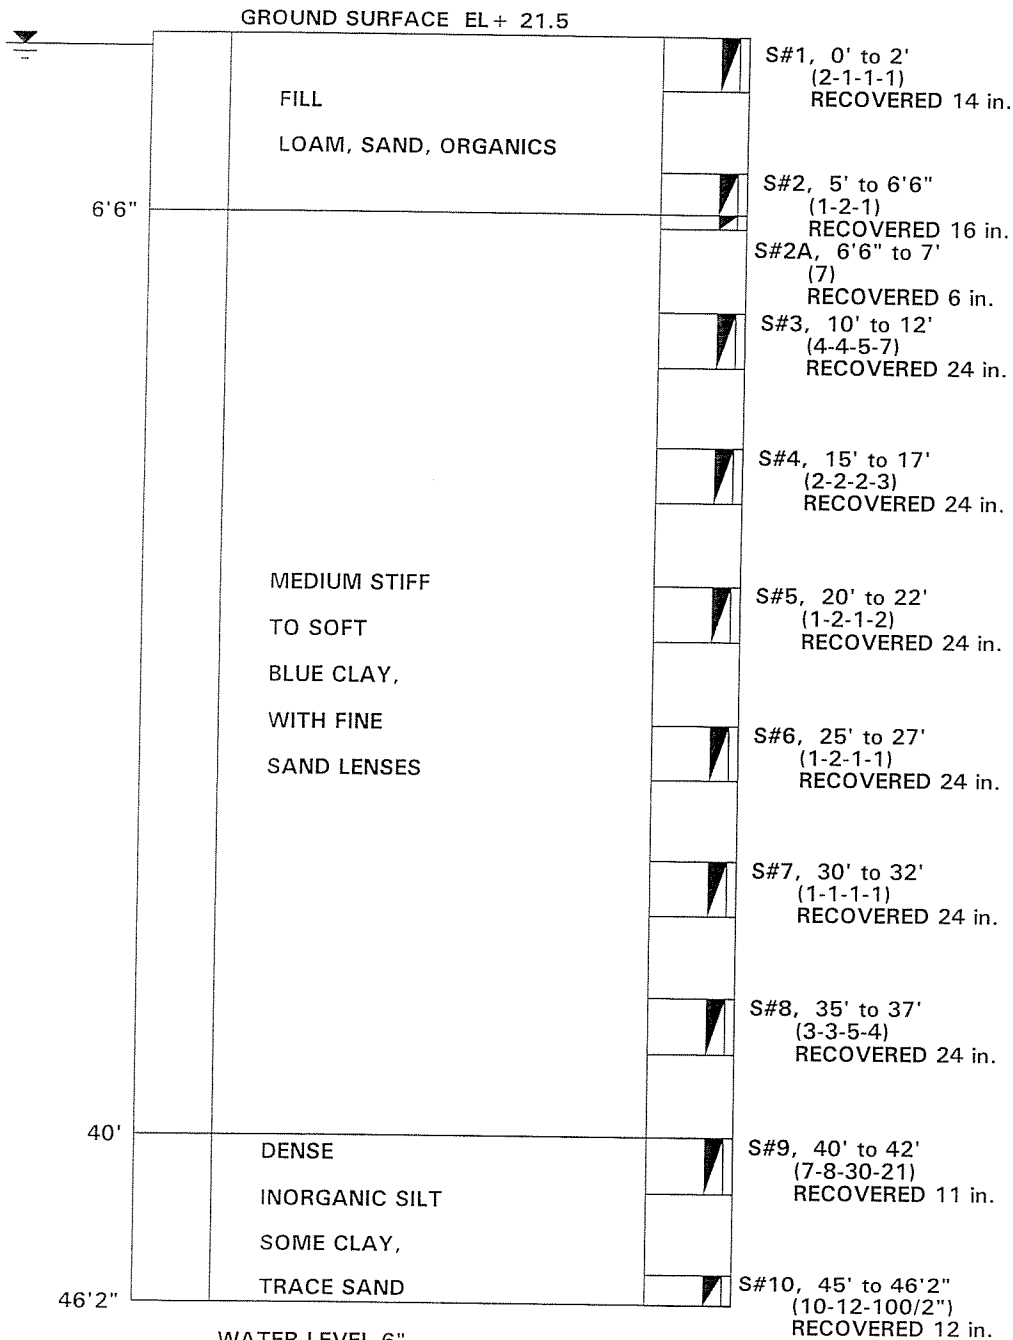 GROUND SURFACE EL+ 21.5
S#1, 0' to 2'
(2-1-1-1)
RECOVERED 14 in.
FILL
LOAM, SAND, ORGANICS
S#2, 5' to 6'6"
(1-2-1)
RECOVERED 16 in.
6'6"
S#2A, 6'6" to 7'
(7)
RECOVERED 6 in.
S#3, 10' to 12'
(4-4-5-7)
RECOVERED 24 in.
S#4, 15' to 17'
(2-2-2-3)
RECOVERED 24 in.
MEDIUM STIFF
TO SOFT
BLUE CLAY,
WITH FINE
SAND LENSES
S#5, 20' to 22'
(1-2-1-2)
RECOVERED 24 in.
S#6, 25' to 27'
(1-2-1-1)
RECOVERED 24 in.
S#7, 30' to 32'
(1-1-1-1)
RECOVERED 24 in.
S#8, 35' to 37'
(3-3-5-4)
RECOVERED 24 in.
40'
DENSE
INORGANIC SILT
SOME CLAY,
TRACE SAND
S#9, 40' to 42'
(7-8-30-21)
RECOVERED 11 in.
46'2"
S#10, 45' to 46'2"
(10-12-100/2")
RECOVERED 12 in.
WATER LEVEL 6"